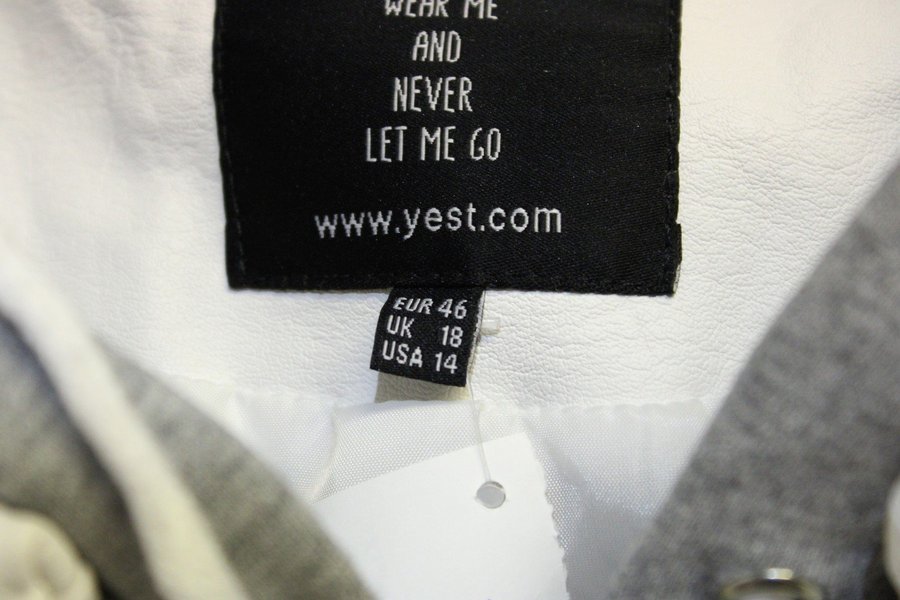 WEAR ME
AND
NEVER
LET ME GO
www.yest.com
EUR 46
UK 18
USA 14